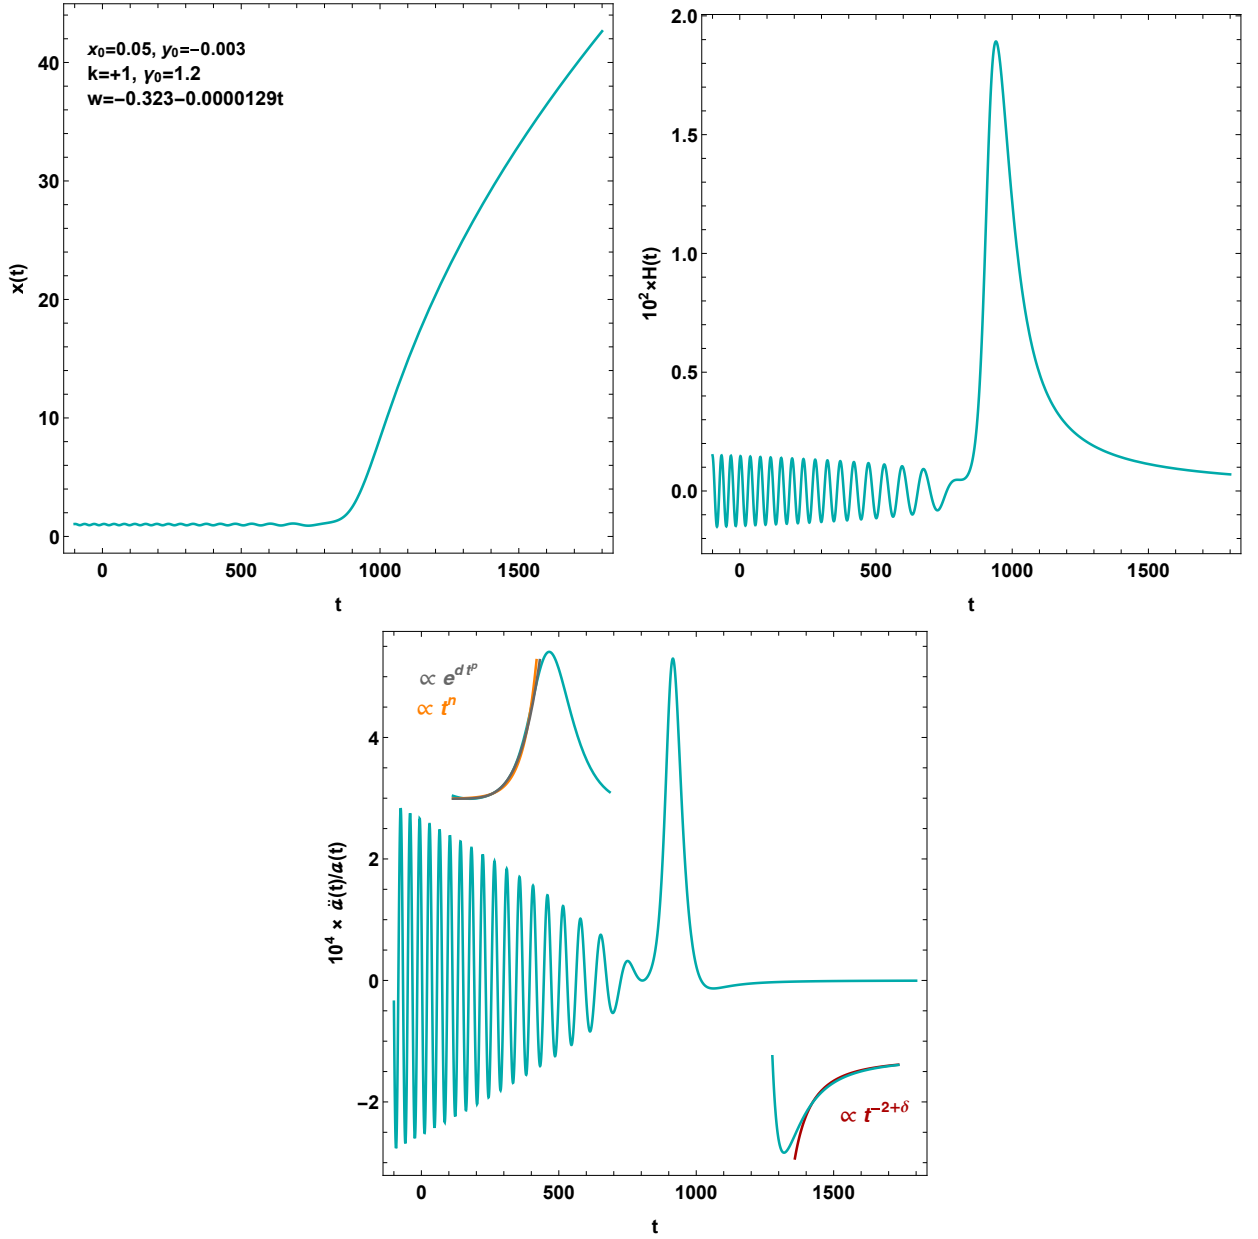 x₀=0.05, y₀=−0.003
k=+1, γ₀=1.2
w=−0.323−0.0000129t
40
30
20
10
0
x(t)
0
500
1000
1500
t
2.0
1.5
1.0
0.5
0.0
10²×H(t)
0
500
1000
1500
t
∝ e^{d t^p}
∝ tⁿ
4
2
0
−2
10⁴ × ä(t)/a(t)
∝ t^{−2+δ}
0
500
1000
1500
t